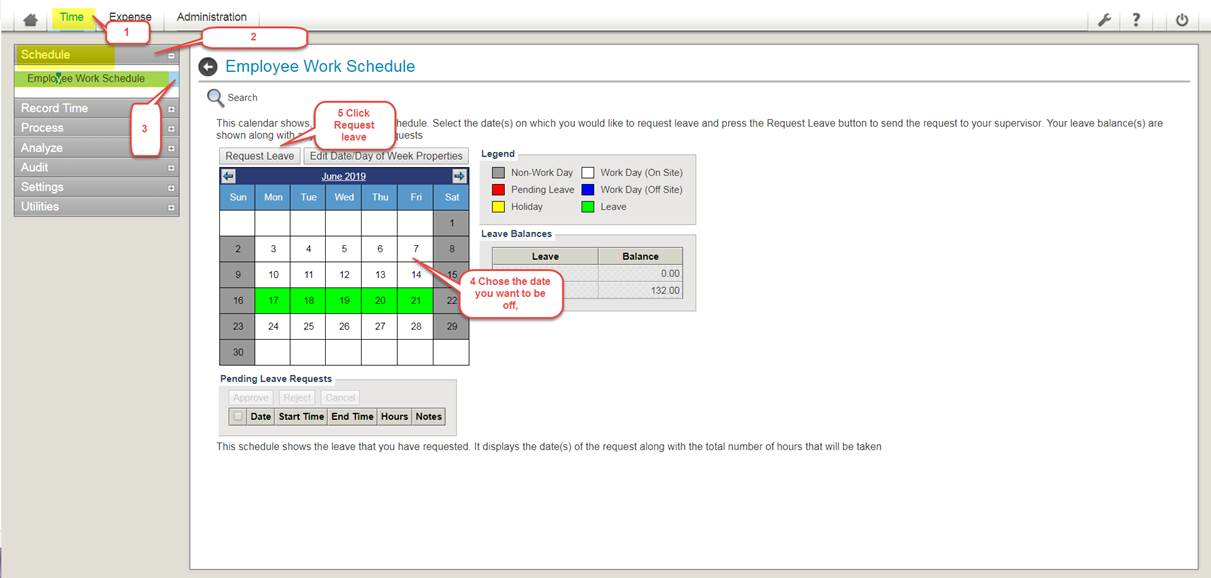 Time Expense Administration
1
2
Schedule
Employee Work Schedule
3
Record Time
Process
Analyze
Audit
Settings
Utilities
Employee Work Schedule
Search
5 Click
Request
leave
This calendar shows hedule. Select the date(s) on which you would like to request leave and press the Request Leave button to send the request to your supervisor. Your leave balance(s) are
shown along with quests
Request Leave Edit Date/Day of Week Properties
June 2019
Sun Mon Tue Wed Thu Fri Sat
1
2 3 4 5 6 7 8
9 10 11 12 13 14 15
16 17 18 19 20 21 22
23 24 25 26 27 28 29
30
Legend
Non-Work Day Work Day (On Site)
Pending Leave Work Day (Off Site)
Holiday Leave
Leave Balances
Leave Balance
0.00
132.00
4 Chose the date
you want to be
off,
Pending Leave Requests
Approve Reject Cancel
Date Start Time End Time Hours Notes
This schedule shows the leave that you have requested. It displays the date(s) of the request along with the total number of hours that will be taken